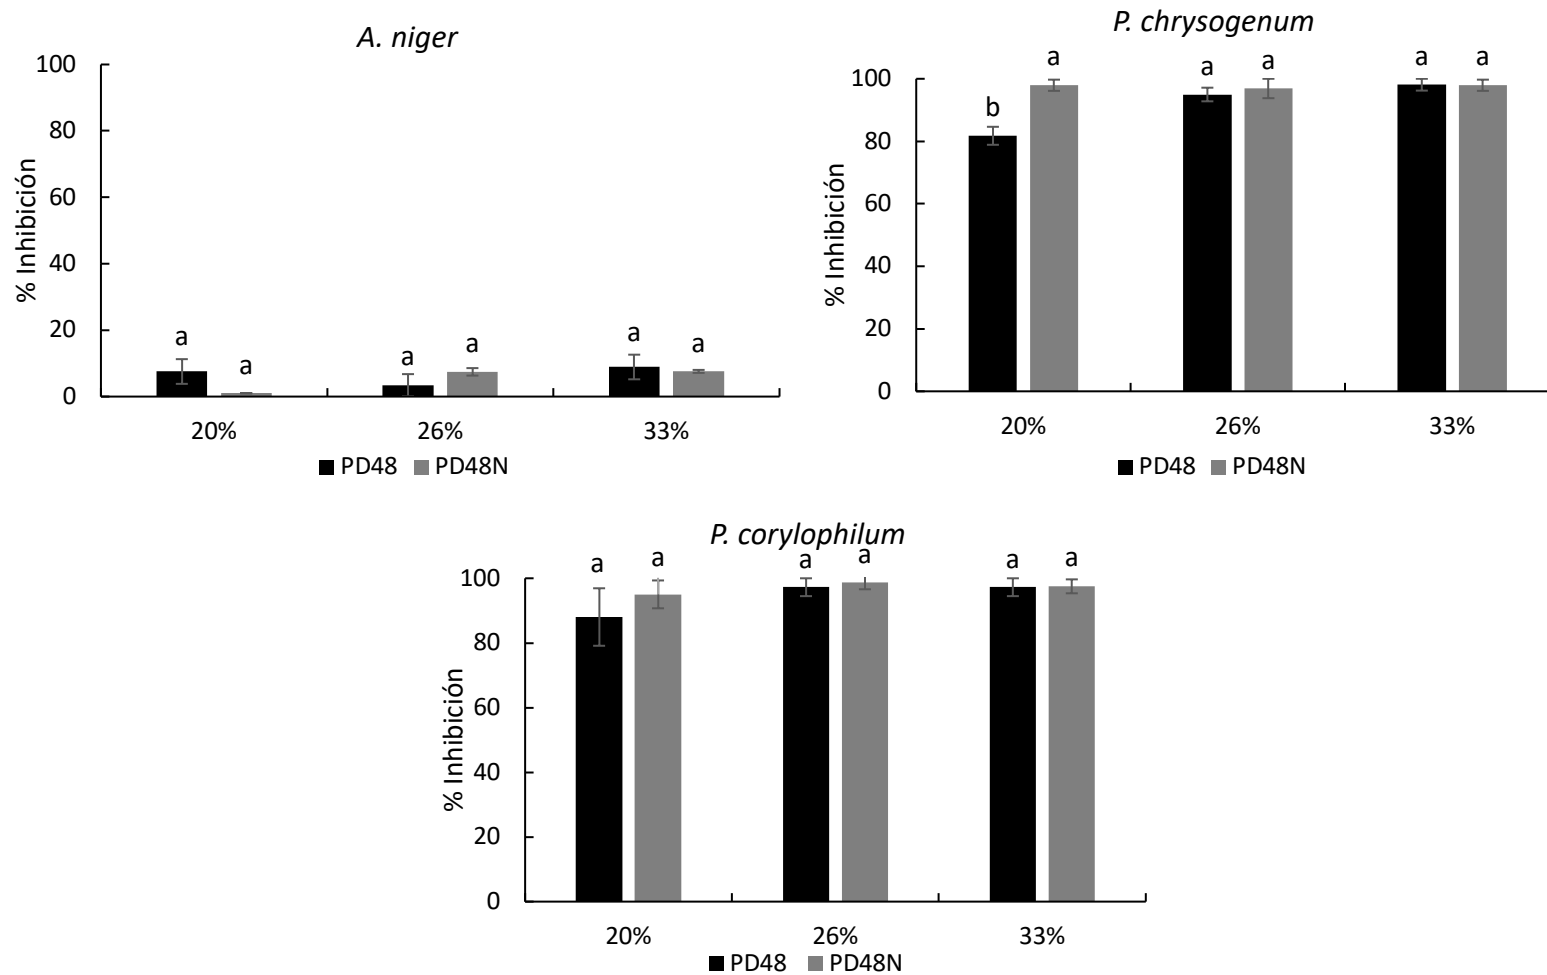 A. niger
100
80
60
40
20
0
% Inhibición
a
a
a
a
a
a
20%
26%
33%
PD48
PD48N
P. chrysogenum
100
80
60
40
20
0
% Inhibición
b
a
a
a
a
a
20%
26%
33%
PD48
PD48N
P. corylophilum
100
80
60
40
20
0
% Inhibición
a
a
a
a
a
a
20%
26%
33%
PD48
PD48N